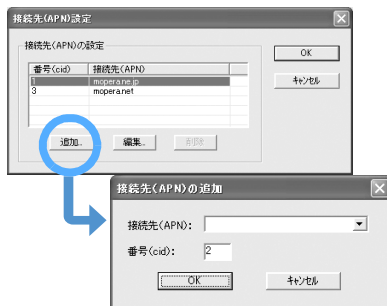 接続先(APN)設定
接続先(APN)の設定
番号(cid) 接続先(APN)
1 mopera.ne.jp
3 mopera.net
OK
キャンセル
追加.. 編集.. 削除
接続先(APN)の追加
接続先(APN):
番号(cid): 2
OK キャンセル